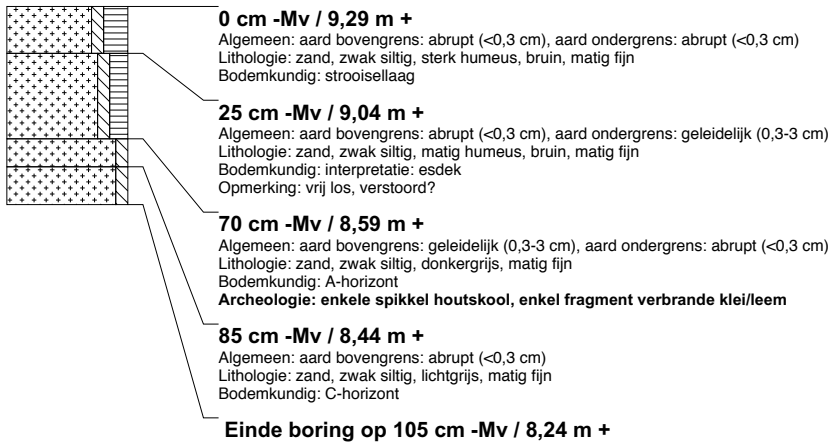 0 cm -Mv / 9,29 m +
Algemeen: aard bovengrens: abrupt (<0,3 cm), aard ondergrens: abrupt (<0,3 cm)
Lithologie: zand, zwak siltig, sterk humeus, bruin, matig fijn
Bodemkundig: strooisellaag
25 cm -Mv / 9,04 m +
Algemeen: aard bovengrens: abrupt (<0,3 cm), aard ondergrens: geleidelijk (0,3-3 cm)
Lithologie: zand, zwak siltig, matig humeus, bruin, matig fijn
Bodemkundig: interpretatie: esdek
Opmerking: vrij los, verstoord?
70 cm -Mv / 8,59 m +
Algemeen: aard bovengrens: geleidelijk (0,3-3 cm), aard ondergrens: abrupt (<0,3 cm)
Lithologie: zand, zwak siltig, donkergrijs, matig fijn
Bodemkundig: A-horizont
Archeologie: enkele spikkel houtskool, enkel fragment verbrande klei/leem
85 cm -Mv / 8,44 m +
Algemeen: aard bovengrens: abrupt (<0,3 cm)
Lithologie: zand, zwak siltig, lichtgrijs, matig fijn
Bodemkundig: C-horizont
Einde boring op 105 cm -Mv / 8,24 m +